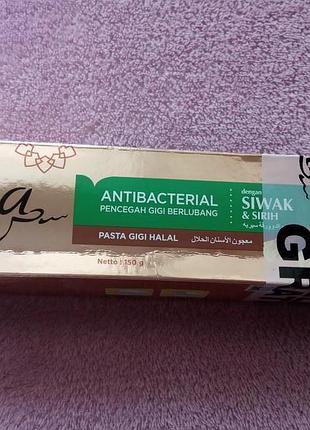 ANTIBACTERIAL
PENCEGAH GIGI BERLUBANG
dengan
SIWAK
& SIRIH
PASTA GIGI HALAL
معجون الأسنان الحلال
Netto : 150 g